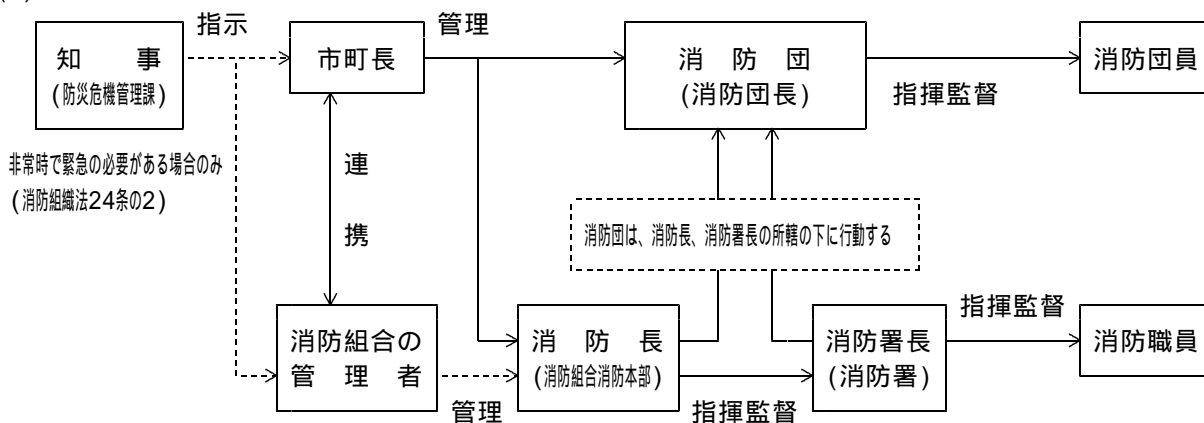 指示
管理
知　事
(防災危機管理課)
市町長
消　防　団
(消防団長)
指揮監督
消防団員
非常時で緊急の必要がある場合のみ
(消防組織法24条の2)
連
携
消防団は、消防長、消防署長の所轄の下に行動する
消防組合の
管　理　者
管理
消　防　長
(消防組合消防本部)
指揮監督
消防署長
(消防署)
指揮監督
消防職員